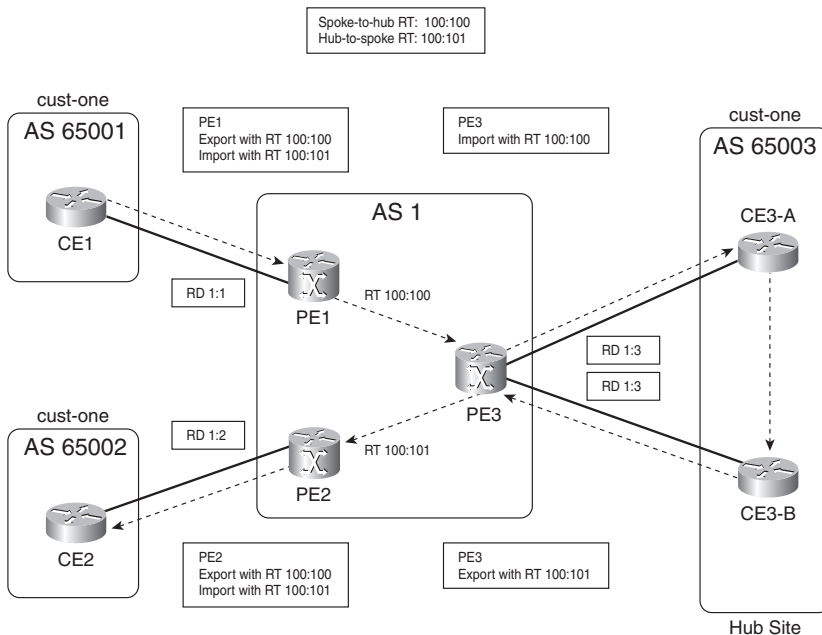 Spoke-to-hub RT: 100:100
Hub-to-spoke RT: 100:101
cust-one
AS 65001
CE1
PE1
Export with RT 100:100
Import with RT 100:101
PE3
Import with RT 100:100
cust-one
AS 65003
CE3-A
AS 1
RD 1:1
PE1
RT 100:100
RD 1:3
RD 1:3
PE3
cust-one
AS 65002
CE2
RD 1:2
PE2
RT 100:101
CE3-B
PE2
Export with RT 100:100
Import with RT 100:101
PE3
Export with RT 100:101
Hub Site